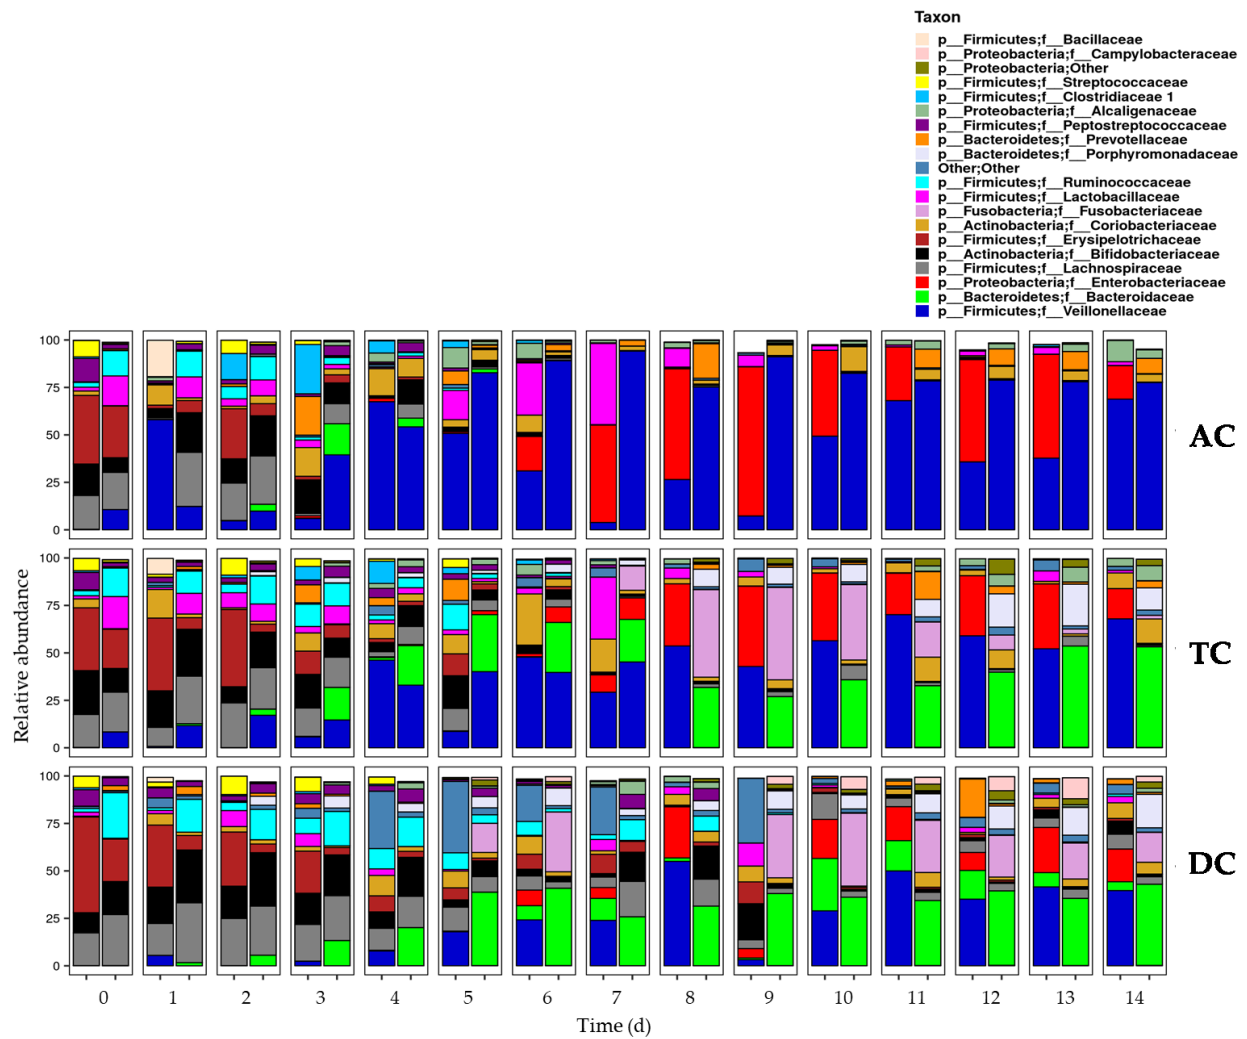 Taxon
p__Firmicutes;f__Bacillaceae
p__Proteobacteria;f__Campylobacteraceae
p__Proteobacteria;Other
p__Firmicutes;f__Streptococcaceae
p__Firmicutes;f__Clostridiaceae 1
p__Proteobacteria;f__Alcaligenaceae
p__Firmicutes;f__Peptostreptococcaceae
p__Bacteroidetes;f__Prevotellaceae
p__Bacteroidetes;f__Porphyromonadaceae
Other;Other
p__Firmicutes;f__Ruminococcaceae
p__Firmicutes;f__Lactobacillaceae
p__Fusobacteria;f__Fusobacteriaceae
p__Actinobacteria;f__Coriobacteriaceae
p__Firmicutes;f__Erysipelotrichaceae
p__Actinobacteria;f__Bifidobacteriaceae
p__Firmicutes;f__Lachnospiraceae
p__Proteobacteria;f__Enterobacteriaceae
p__Bacteroidetes;f__Bacteroidaceae
p__Firmicutes;f__Veillonellaceae
100
75
50
25
0
AC
100
75
50
25
0
TC
Relative abundance
100
75
50
25
0
DC
0 1 2 3 4 5 6 7 8 9 10 11 12 13 14
Time (d)